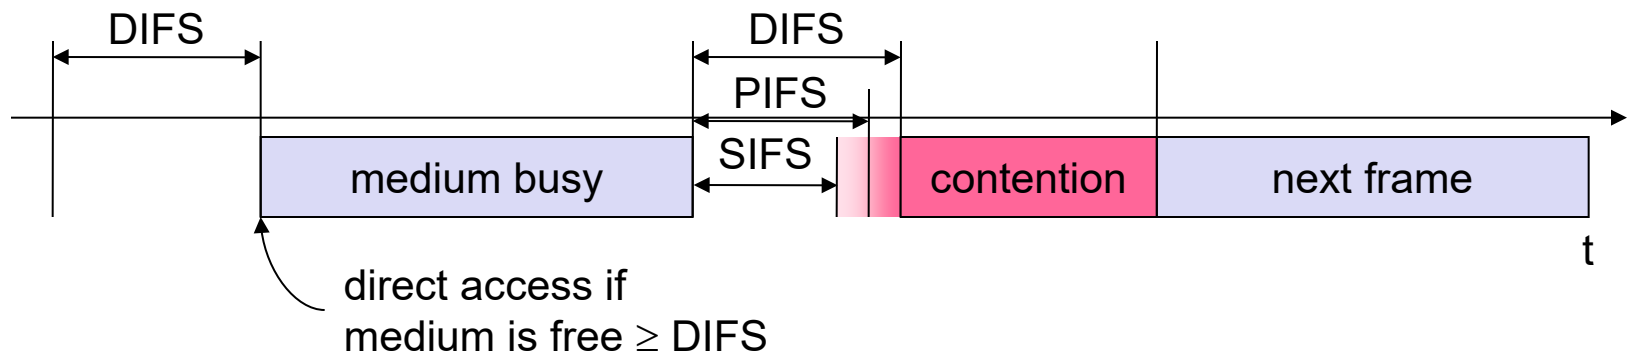 DIFS
DIFS
PIFS
SIFS
medium busy
contention
next frame
t
direct access if
medium is free ≥ DIFS